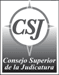 CSJ
Consejo Superior
de la Judicatura